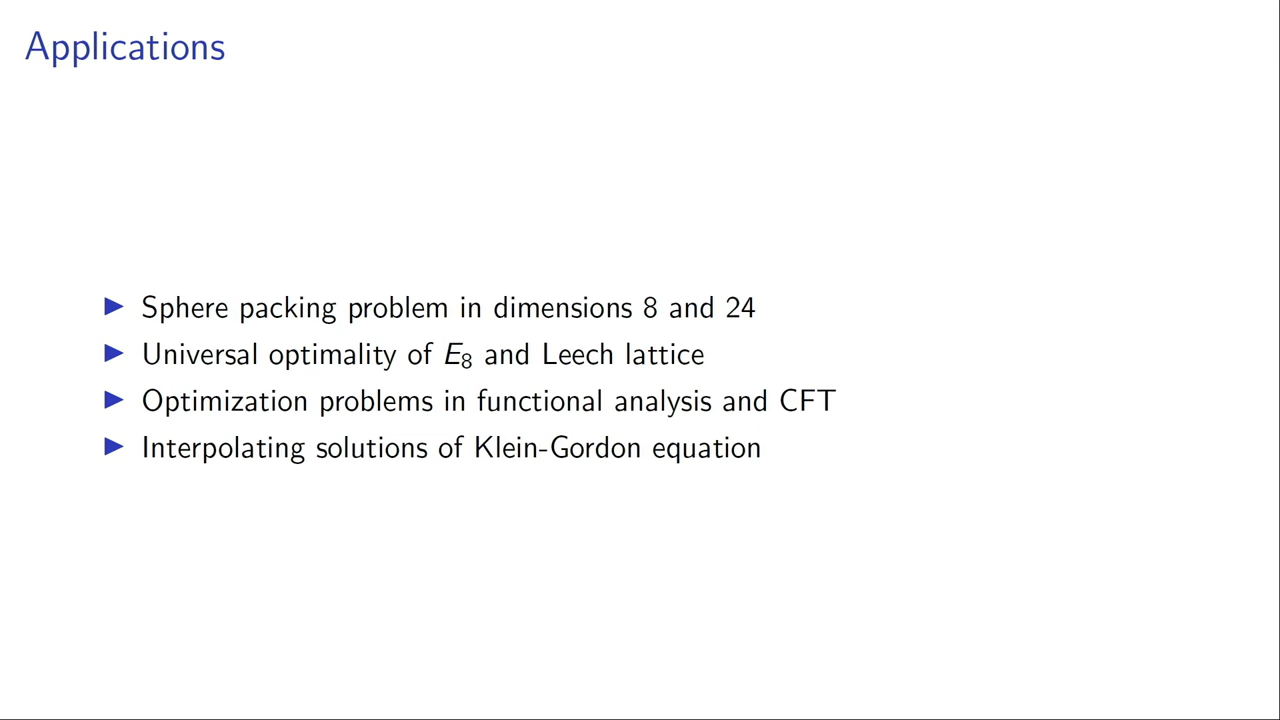 Applications
▶ Sphere packing problem in dimensions 8 and 24
▶ Universal optimality of E₈ and Leech lattice
▶ Optimization problems in functional analysis and CFT
▶ Interpolating solutions of Klein-Gordon equation